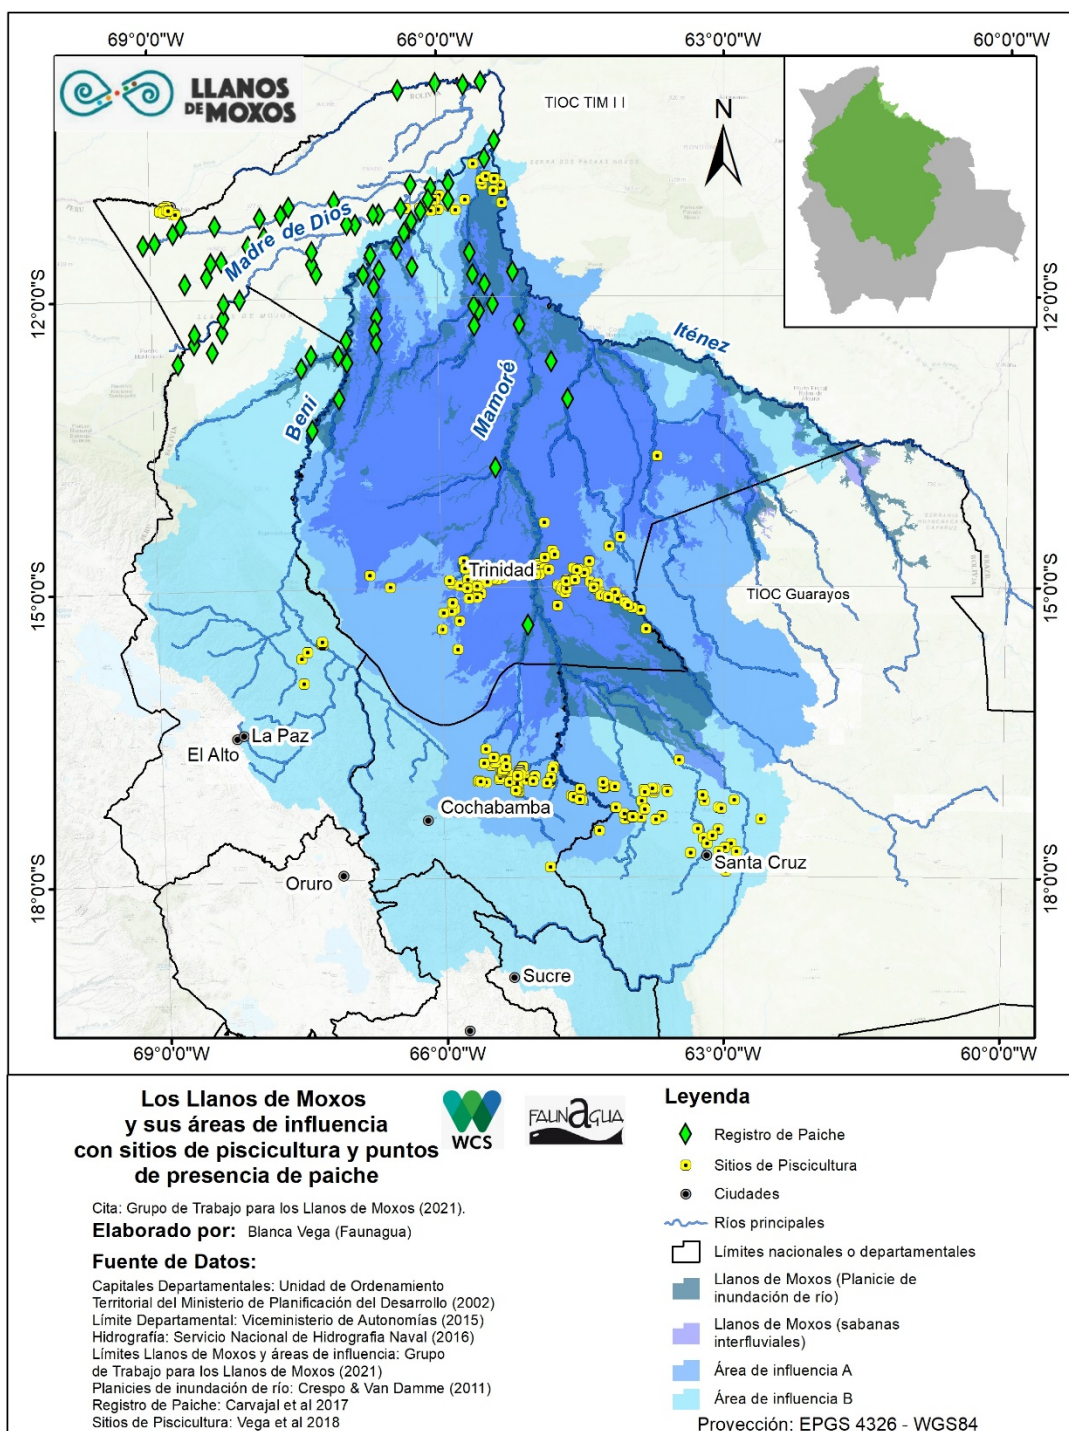 69°0'0"W 66°0'0"W 63°0'0"W 60°0'0"W
LLANOS
DE MOXOS
TIOC TIM I I
N
Madre de Dios
12°0'0"S
12°0'0"S
Iténez
Mamoré
Beni
Trinidad
15°0'0"S
15°0'0"S
TIOC Guarayos
La Paz
El Alto
Cochabamba
Santa Cruz
Oruro
18°0'0"S
18°0'0"S
Sucre
69°0'0"W 66°0'0"W 63°0'0"W 60°0'0"W
Los Llanos de Moxos
y sus áreas de influencia
con sitios de piscicultura y puntos
de presencia de paiche
WCS
FAUNAGUA
Cita: Grupo de Trabajo para los Llanos de Moxos (2021).
Elaborado por: Blanca Vega (Faunagua)
Fuente de Datos:
Capitales Departamentales: Unidad de Ordenamiento
Territorial del Ministerio de Planificación del Desarrollo (2002)
Límite Departamental: Viceministerio de Autonomías (2015)
Hidrografía: Servicio Nacional de Hidrografia Naval (2016)
Límites Llanos de Moxos y áreas de influencia: Grupo
de Trabajo para los Llanos de Moxos (2021)
Planicies de inundación de río: Crespo & Van Damme (2011)
Registro de Paiche: Carvajal et al 2017
Sitios de Piscicultura: Vega et al 2018
Leyenda
Registro de Paiche
Sitios de Piscicultura
Ciudades
Ríos principales
Límites nacionales o departamentales
Llanos de Moxos (Planicie de
inundación de río)
Llanos de Moxos (sabanas
interfluviales)
Área de influencia A
Área de influencia B
Proyección: EPGS 4326 - WGS84